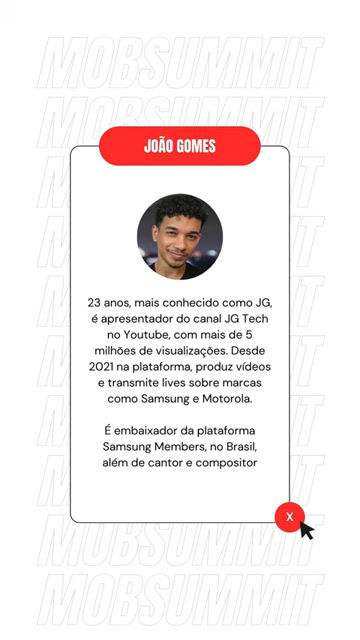 MOBSUMMIT
MOBSUMMIT
JOÃO GOMES
23 anos, mais conhecido como JG,
é apresentador do canal JG Tech
no Youtube, com mais de 5
milhões de visualizações. Desde
2021 na plataforma, produz vídeos
e transmite lives sobre marcas
como Samsung e Motorola.
É embaixador da plataforma
Samsung Members, no Brasil,
além de cantor e compositor
X
MOBSUMMIT
MOBSUMMIT